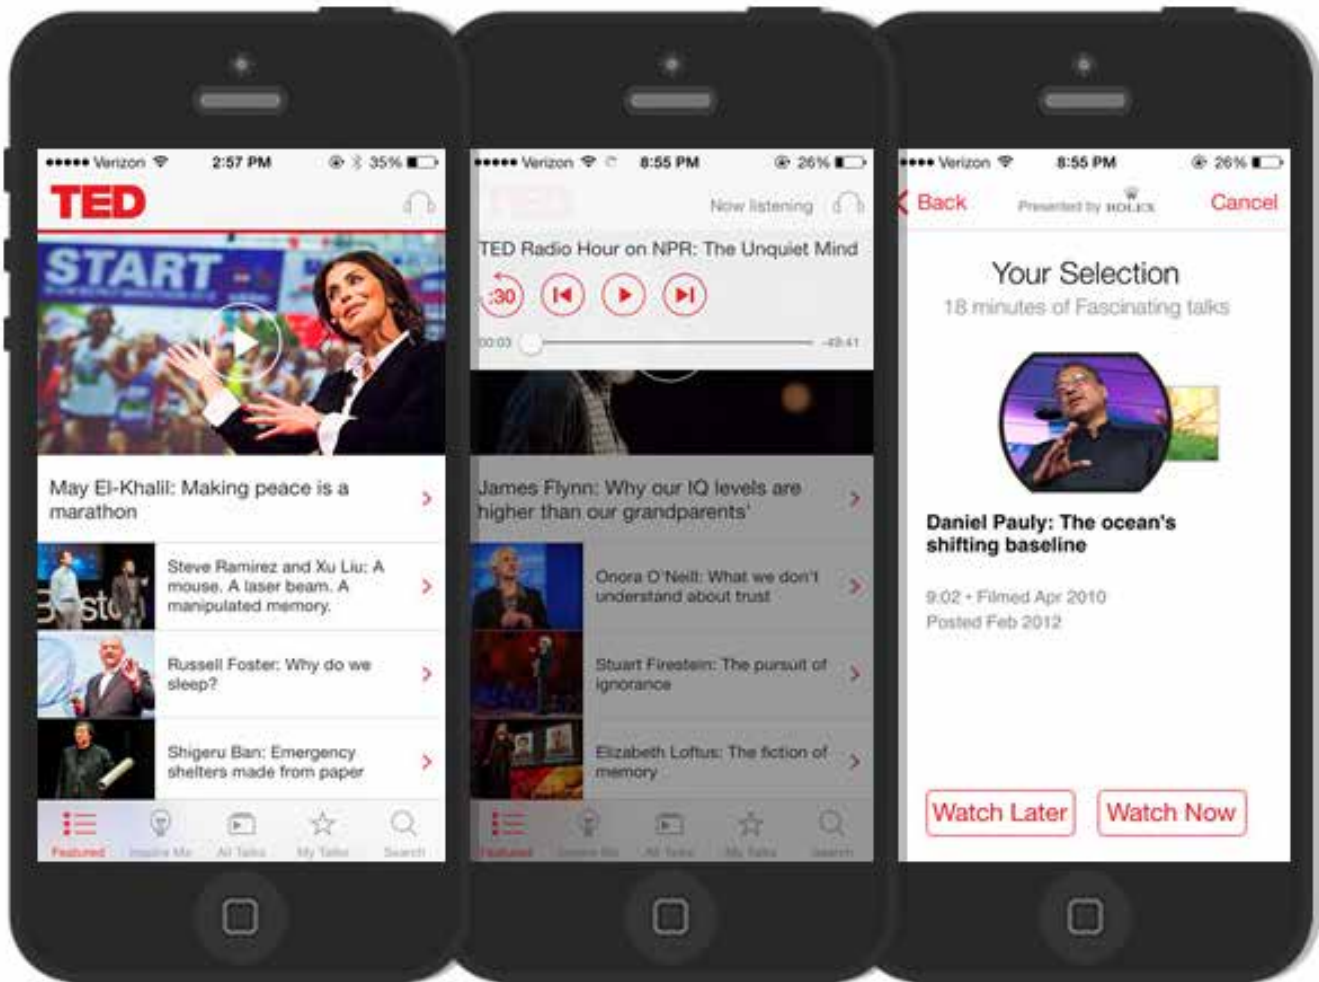 Verizon 2:57 PM 35%
TED
START
May El-Khalil: Making peace is a
marathon
Boston
Steve Ramirez and Xu Liu: A
mouse. A laser beam. A
manipulated memory.
Russell Foster: Why do we
sleep?
Shigeru Ban: Emergency
shelters made from paper
Featured Inspire Me All Talks My Talks Search
Verizon 8:55 PM 26%
TED Now listening
TED Radio Hour on NPR: The Unquiet Mind
:30
00:03 -49:41
James Flynn: Why our IQ levels are
higher than our grandparents'
Onora O'Neill: What we don't
understand about trust
Stuart Firestein: The pursuit of
ignorance
Elizabeth Loftus: The fiction of
memory
Featured Inspire Me All Talks My Talks Search
Verizon 8:55 PM 26%
Back Presented by ROLEX Cancel
Your Selection
18 minutes of Fascinating talks
Daniel Pauly: The ocean's
shifting baseline
9:02 • Filmed Apr 2010
Posted Feb 2012
Watch Later Watch Now